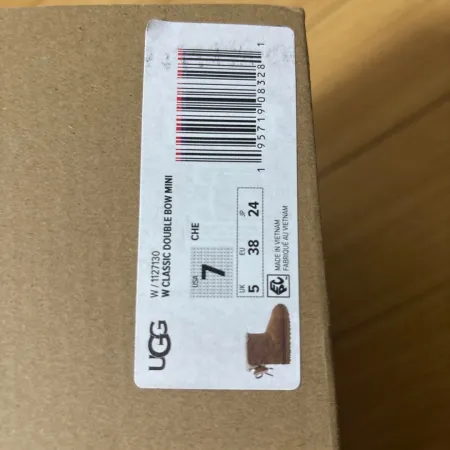 UGG
W / 1127130
W CLASSIC DOUBLE BOW MINI
CHE
USA
7
UK
EU
JP
5
38
24
MADE IN VIETNAM
FABRIQUÉ AU VIETNAM
1 95719 08328 1